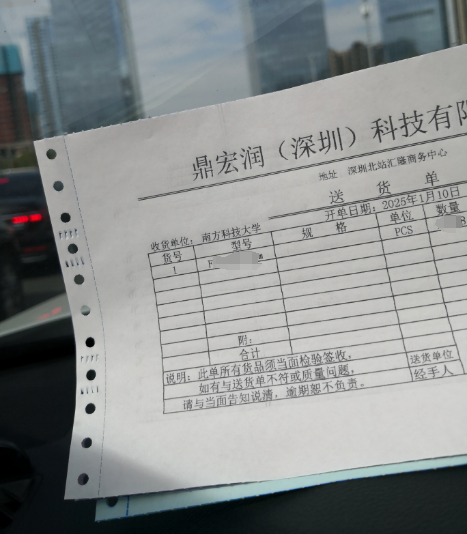 鼎宏润（深圳）科技有
地址 深圳北站汇隆商务中心
送 货 单
开单日期：2025年1月10日
收货单位：南方科技大学
货号 型号 规 格 单位 数量
1 PCS
附：
合计
说明：此单所有货品须当面检验签收，
如有与送货单不符或质量问题，
请与当面告知说清，逾期恕不负责。
送货单位
经手人